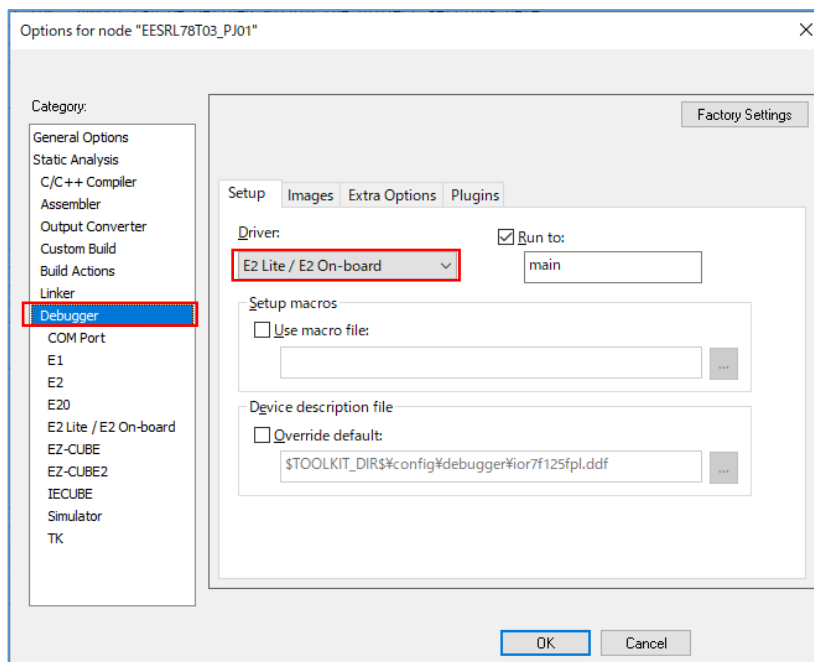 Options for node "EESRL78T03_PJ01"
Category:
Factory Settings
General Options
Static Analysis
C/C++ Compiler
Assembler
Output Converter
Custom Build
Build Actions
Linker
Debugger
COM Port
E1
E2
E20
E2 Lite / E2 On-board
EZ-CUBE
EZ-CUBE2
IECUBE
Simulator
TK
Setup Images Extra Options Plugins
Driver:
Run to:
E2 Lite / E2 On-board
main
Setup macros
Use macro file:
...
Device description file
Override default:
$TOOLKIT_DIR$¥config¥debugger¥ior7f125fpl.ddf
...
OK Cancel